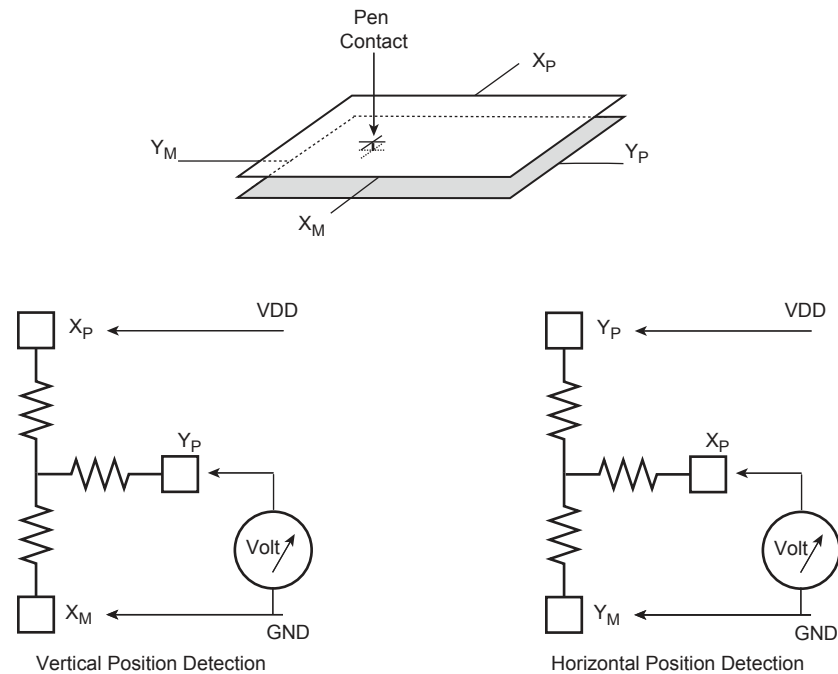 Pen
Contact
X_P
Y_M
Y_P
X_M
X_P
VDD
Y_P
Volt
X_M
GND
Vertical Position Detection
Y_P
VDD
X_P
Volt
Y_M
GND
Horizontal Position Detection